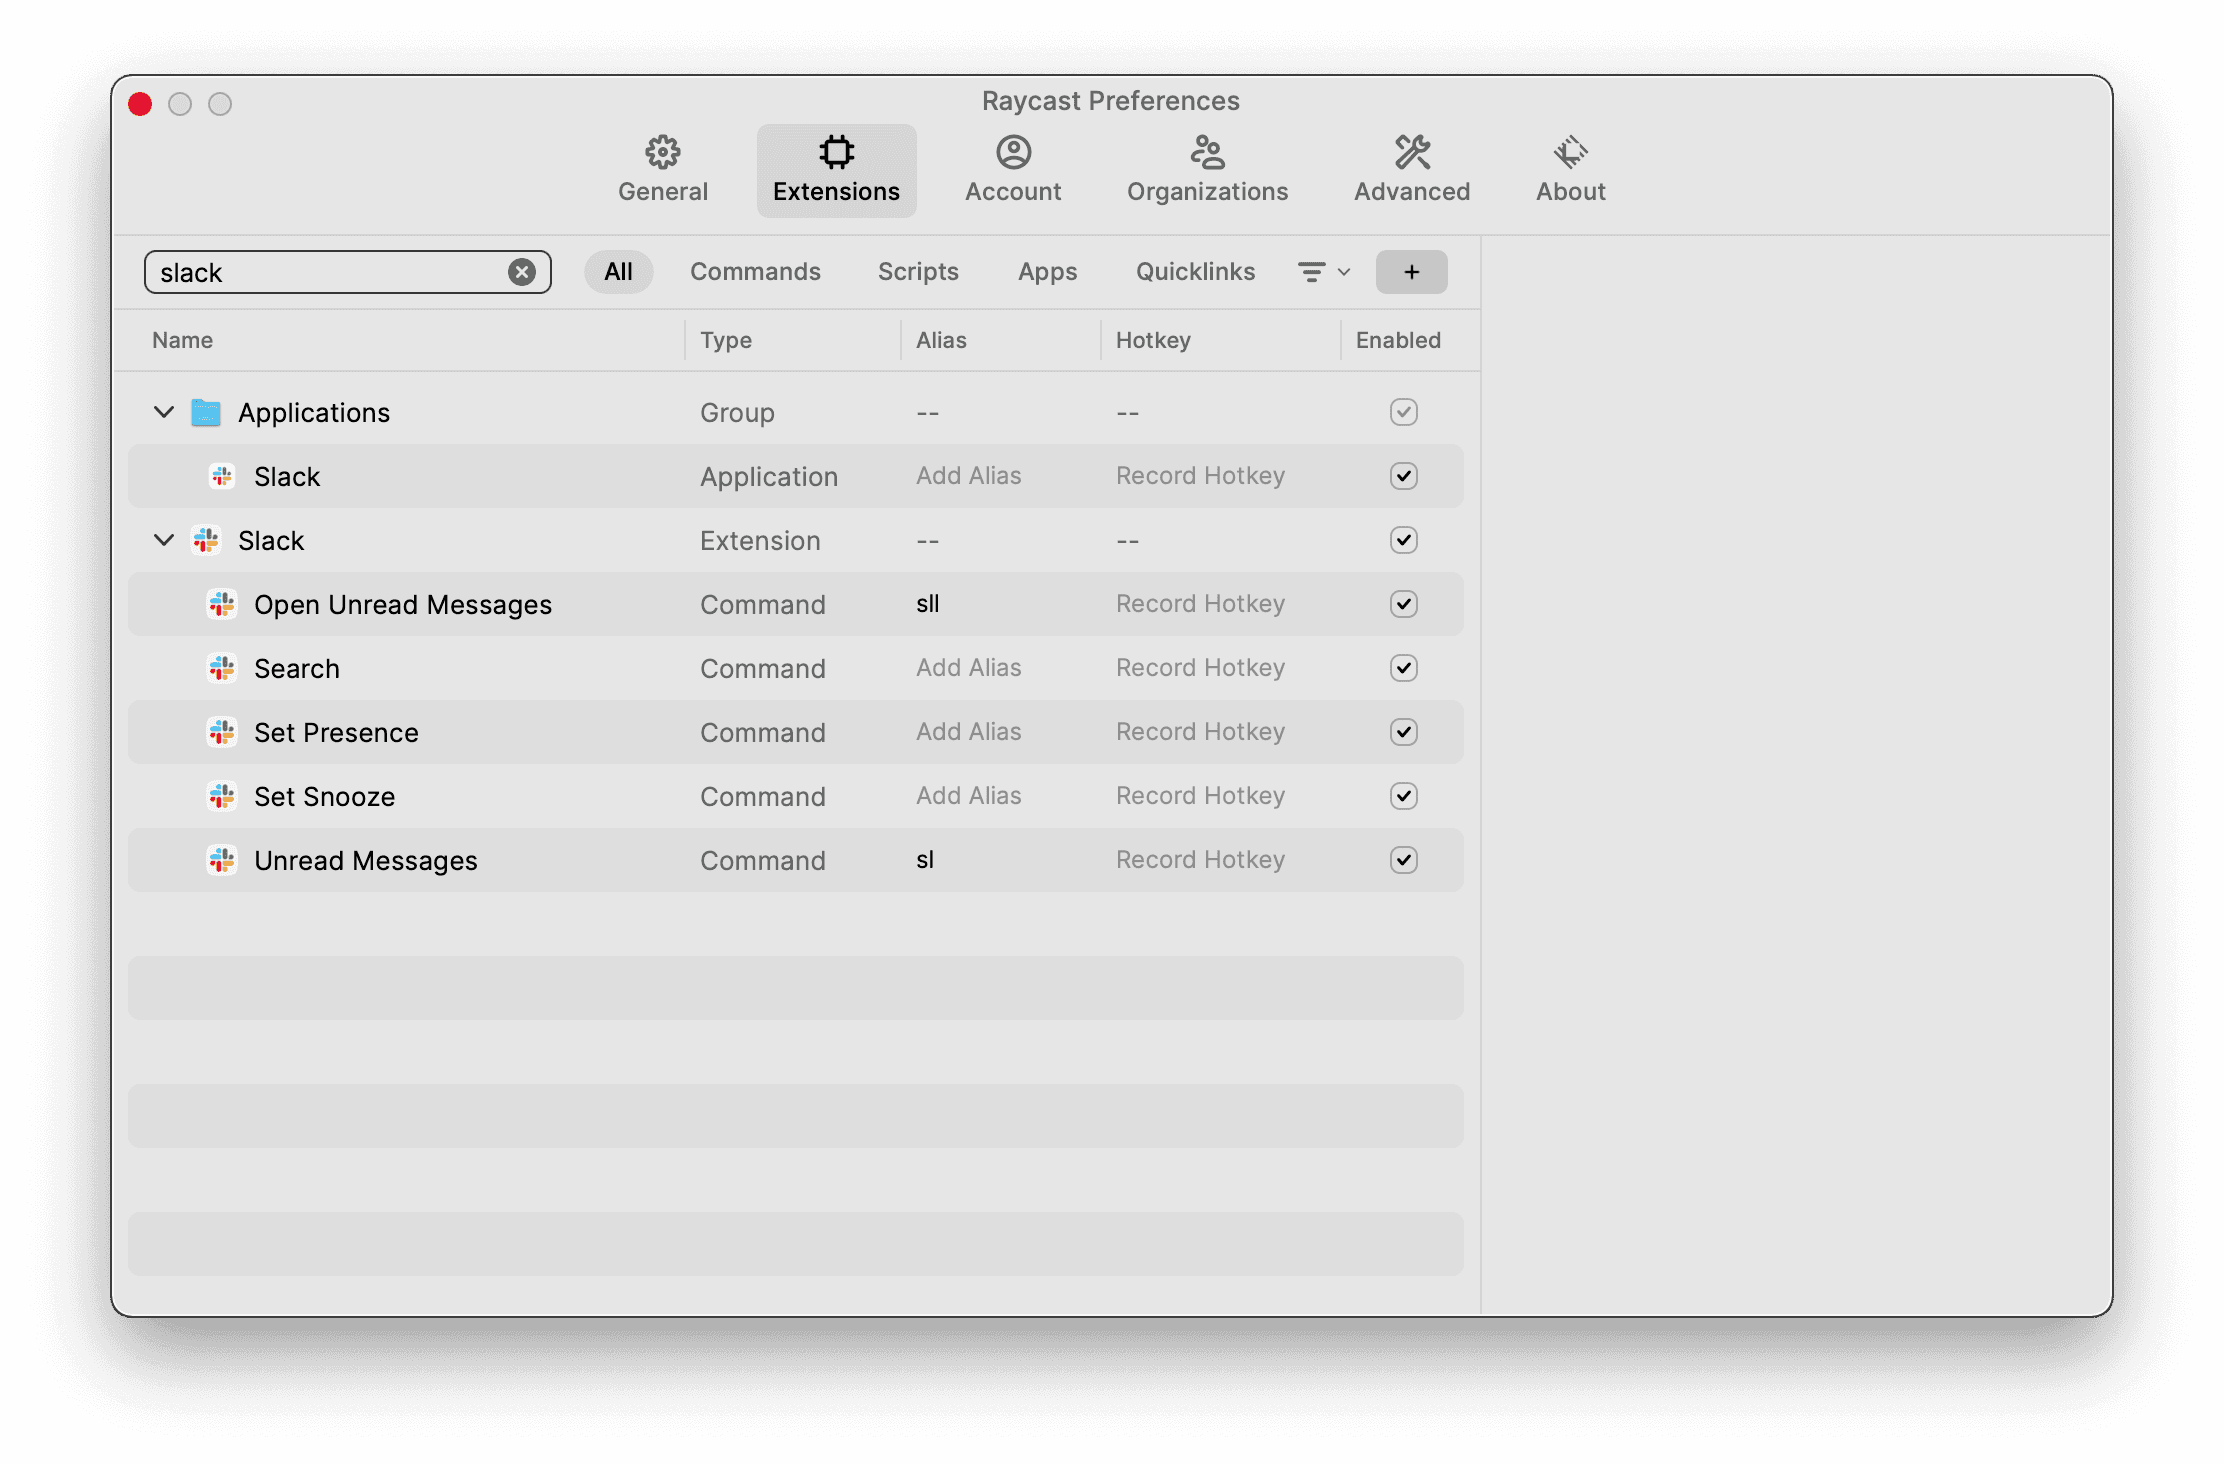 Raycast Preferences
General Extensions Account Organizations Advanced About
slack All Commands Scripts Apps Quicklinks +
Name Type Alias Hotkey Enabled
Applications Group -- --
Slack Application Add Alias Record Hotkey
Slack Extension -- --
Open Unread Messages Command sll Record Hotkey
Search Command Add Alias Record Hotkey
Set Presence Command Add Alias Record Hotkey
Set Snooze Command Add Alias Record Hotkey
Unread Messages Command sl Record Hotkey